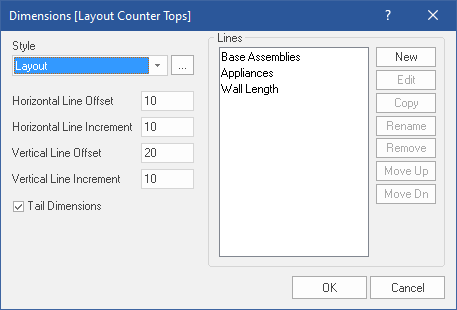 Dimensions [Layout Counter Tops]
?
Style
Layout
...
Horizontal Line Offset 10
Horizontal Line Increment 10
Vertical Line Offset 20
Vertical Line Increment 10
Tail Dimensions
Lines
Base Assemblies
Appliances
Wall Length
New
Edit
Copy
Rename
Remove
Move Up
Move Dn
OK
Cancel